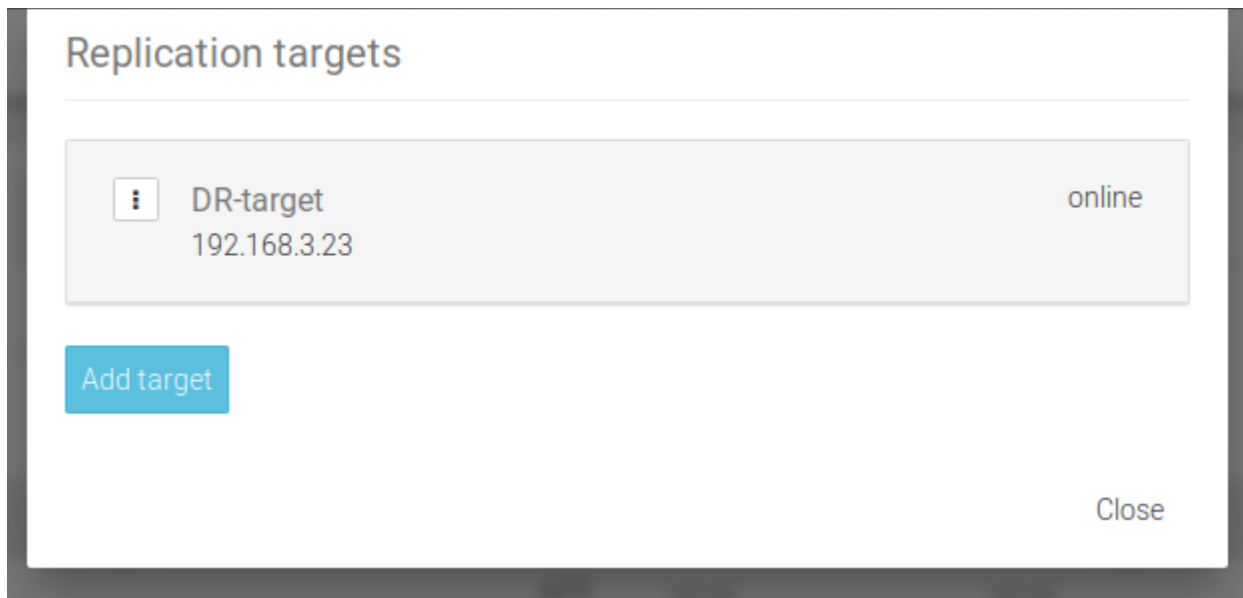 Replication targets
DR-target
online
192.168.3.23
Add target
Close